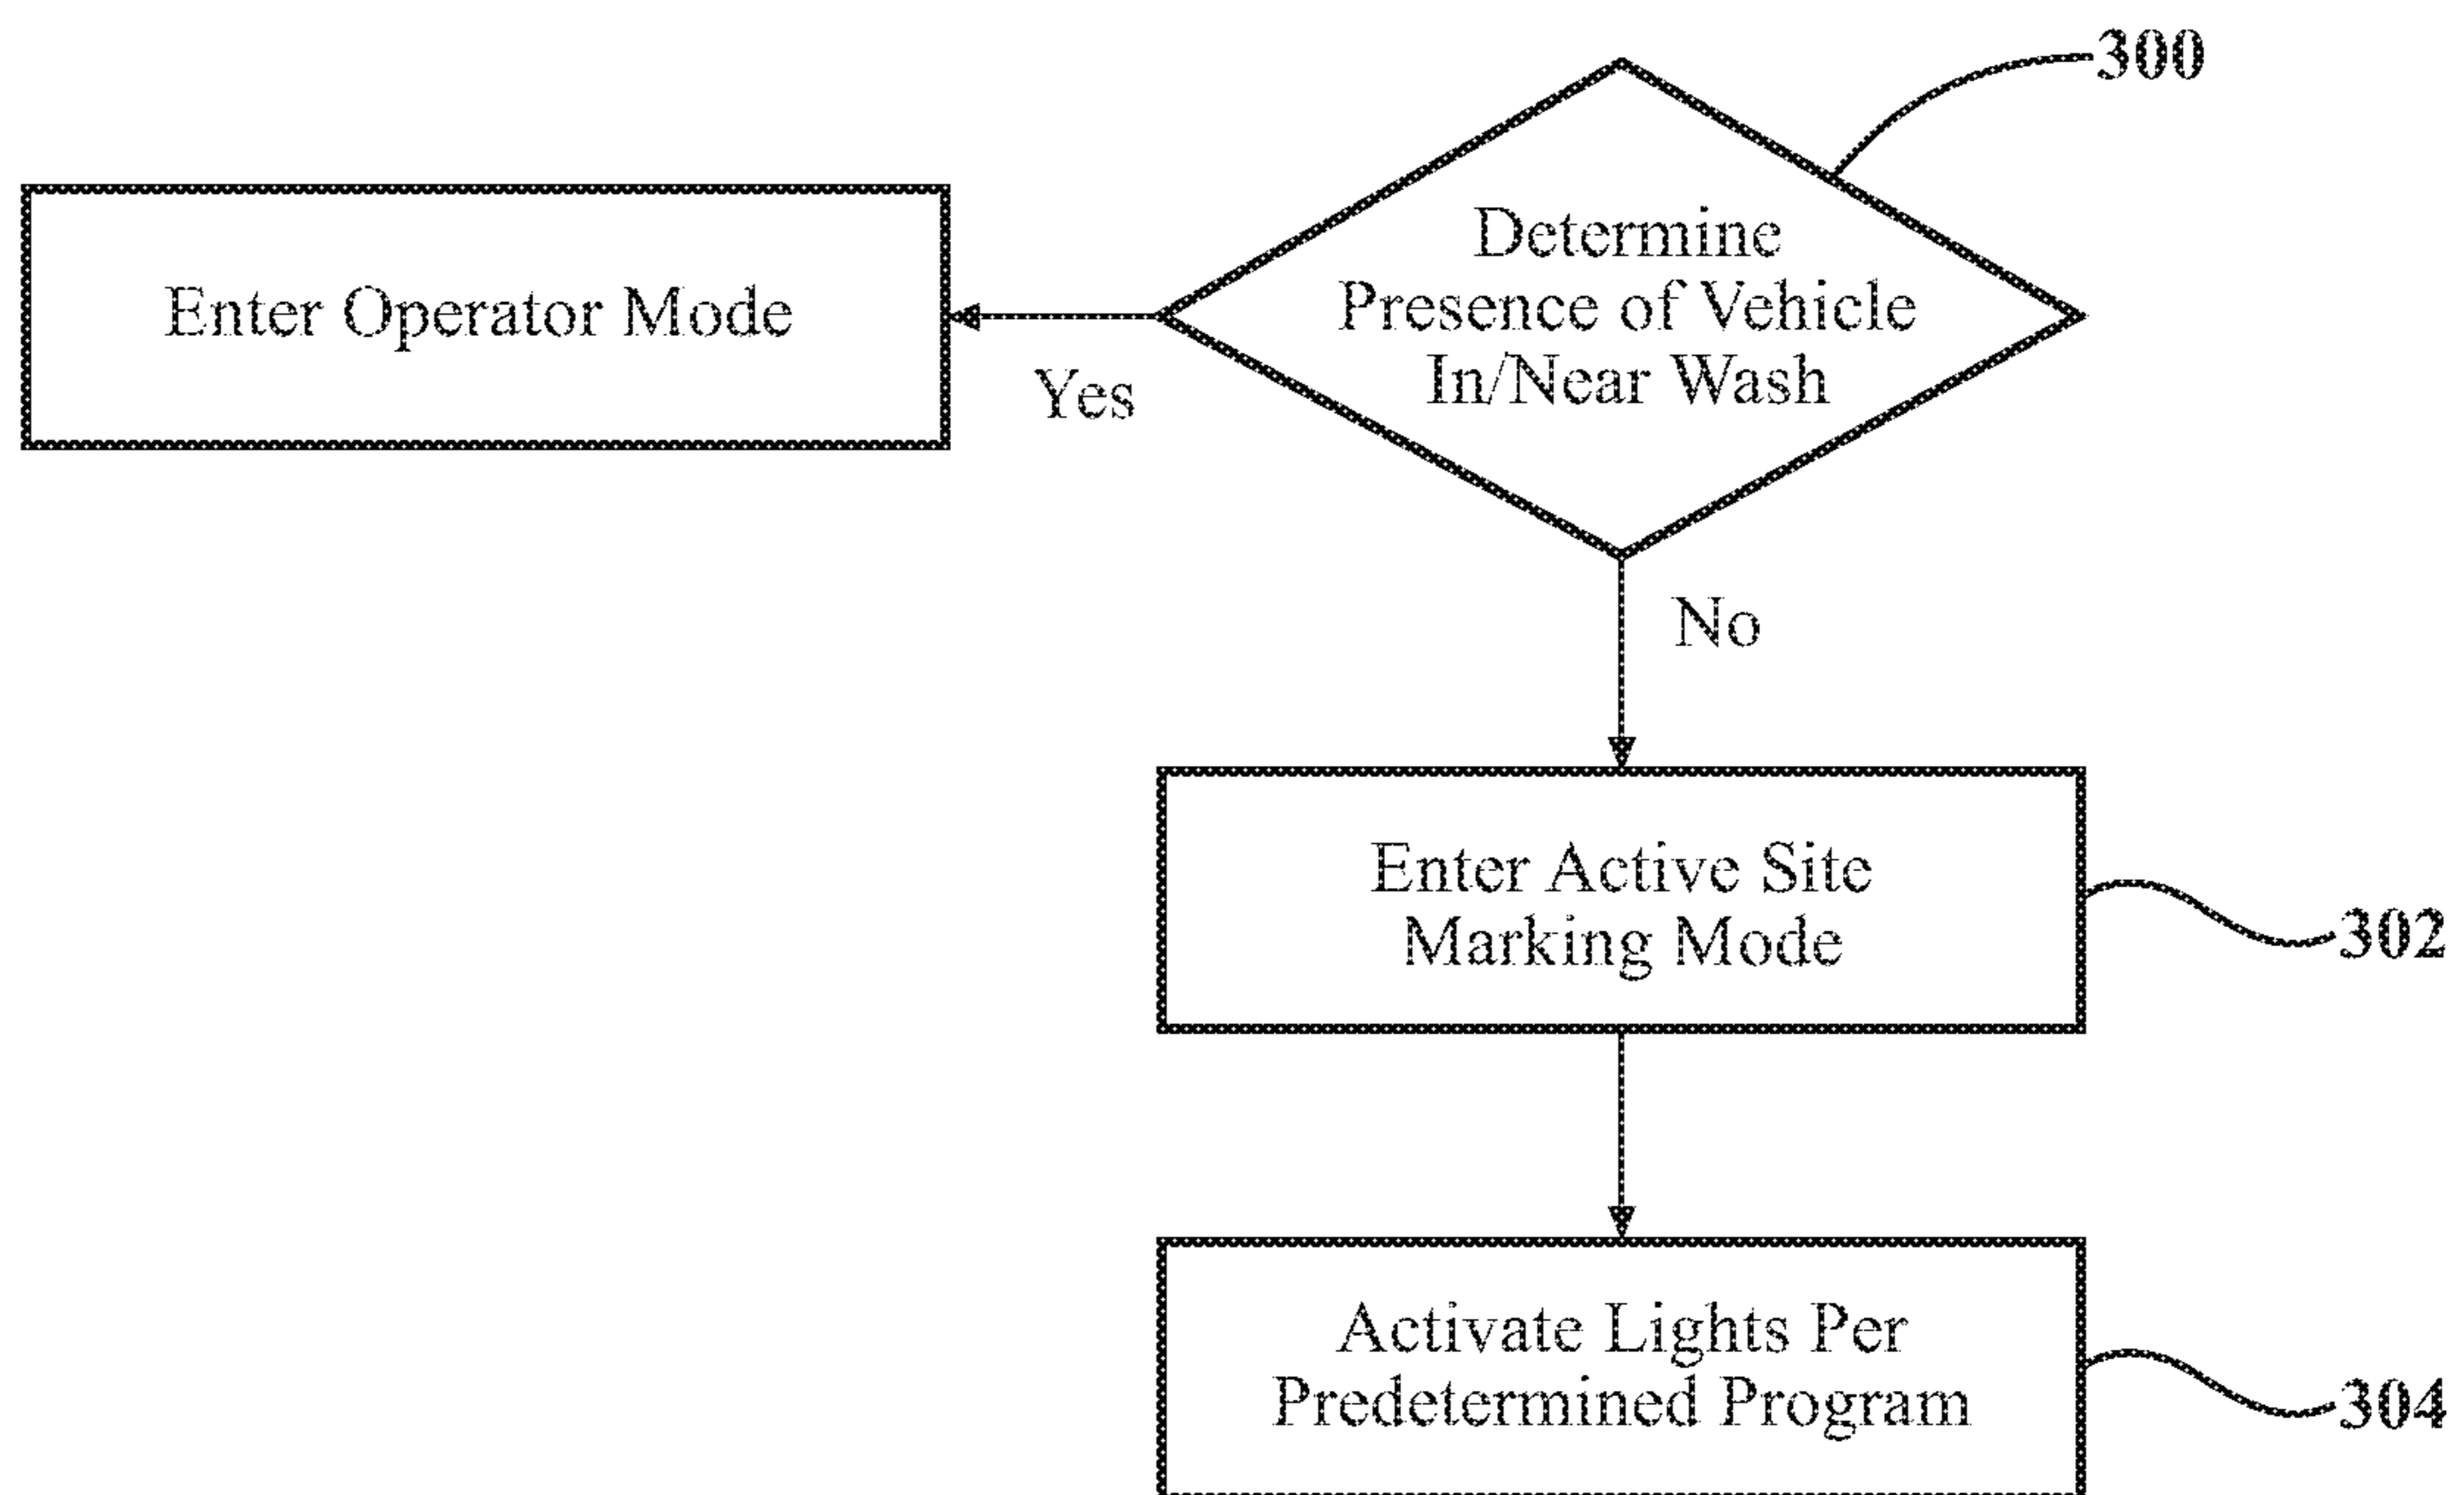 300
Determine
Presence of Vehicle
In/Near Wash
Enter Operator Mode
Yes
No
Enter Active Site
Marking Mode
302
Activate Lights Per
Predetermined Program
304